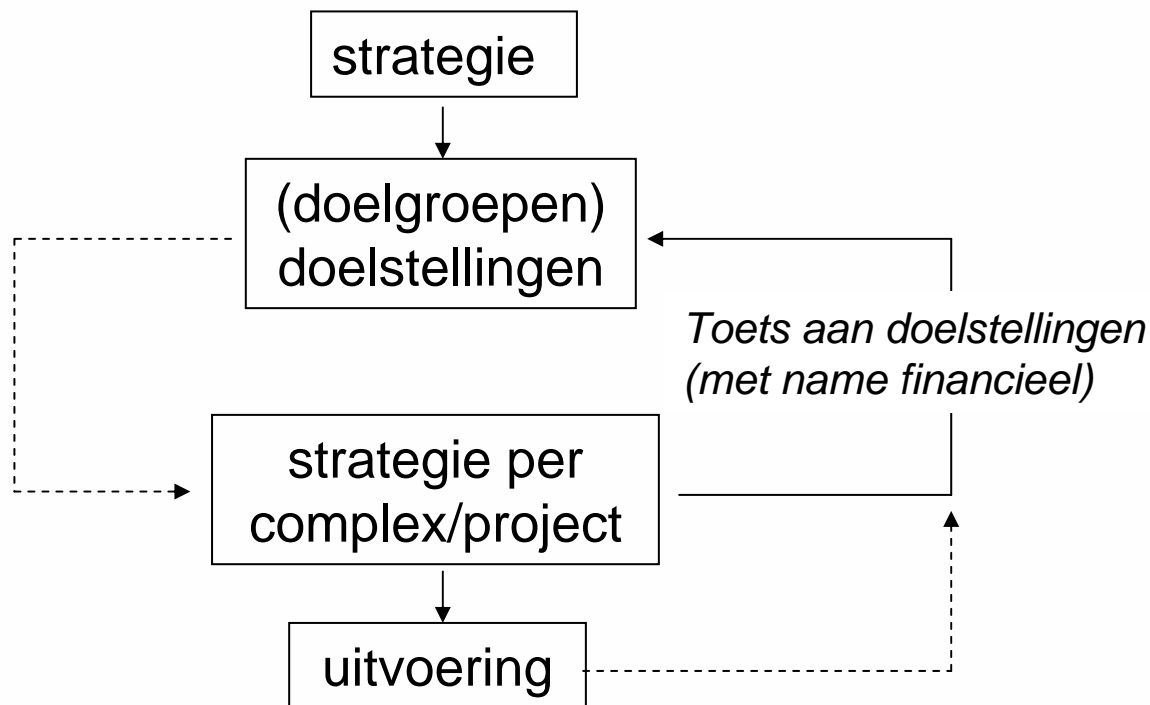 strategie
(doelgroepen)
doelstellingen
Toets aan doelstellingen
(met name financieel)
strategie per
complex/project
uitvoering